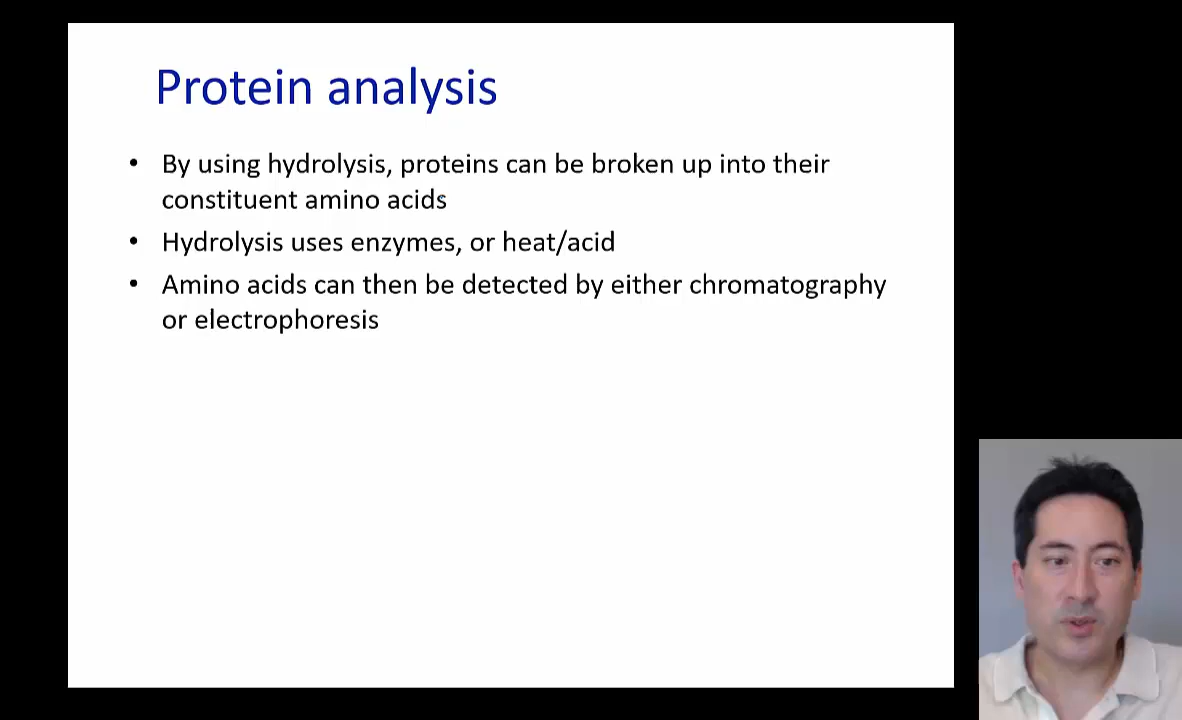 Protein analysis
• By using hydrolysis, proteins can be broken up into their
constituent amino acids
• Hydrolysis uses enzymes, or heat/acid
• Amino acids can then be detected by either chromatography
or electrophoresis